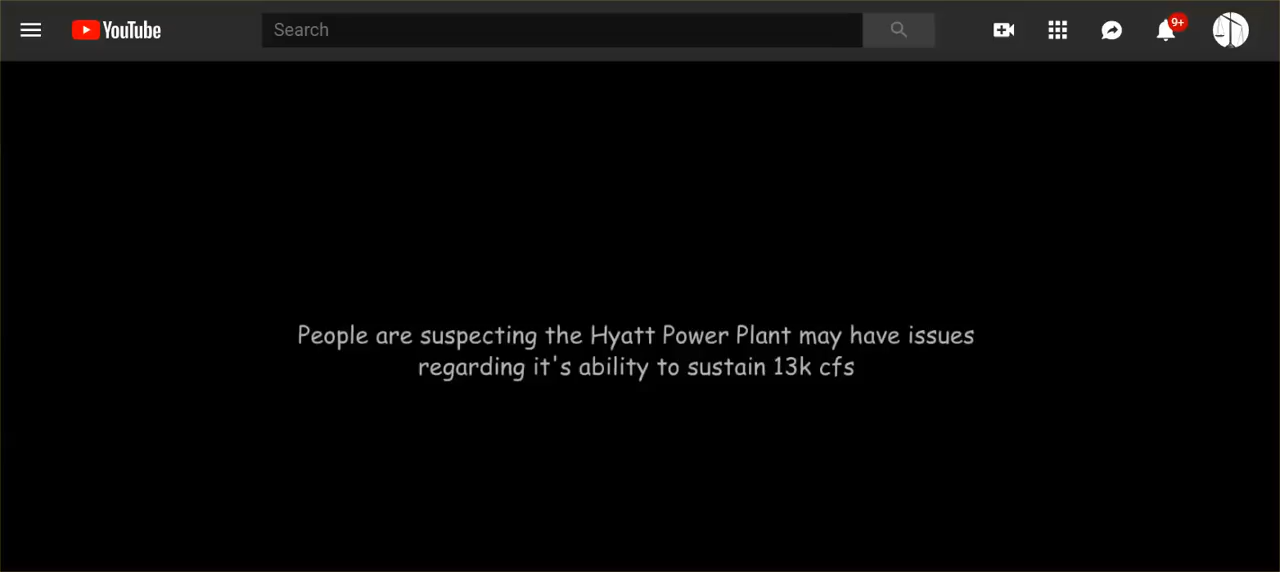 YouTube
Search
9+
People are suspecting the Hyatt Power Plant may have issues
regarding it's ability to sustain 13k cfs